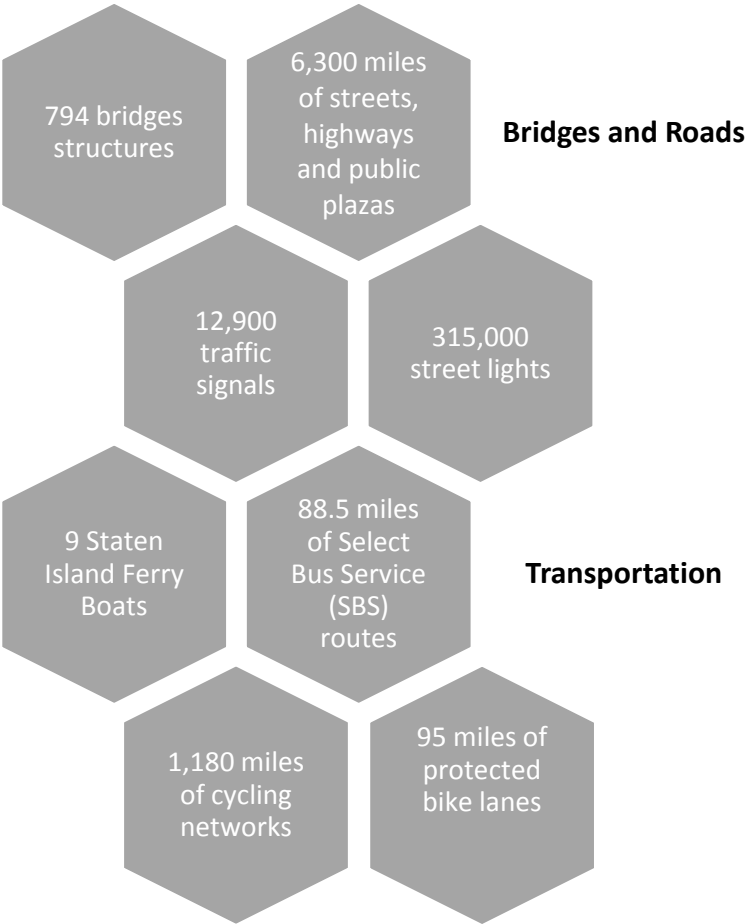 794 bridges
structures
6,300 miles
of streets,
highways
and public
plazas
Bridges and Roads
12,900
traffic
signals
315,000
street lights
9 Staten
Island Ferry
Boats
88.5 miles
of Select
Bus Service
(SBS)
routes
Transportation
1,180 miles
of cycling
networks
95 miles of
protected
bike lanes